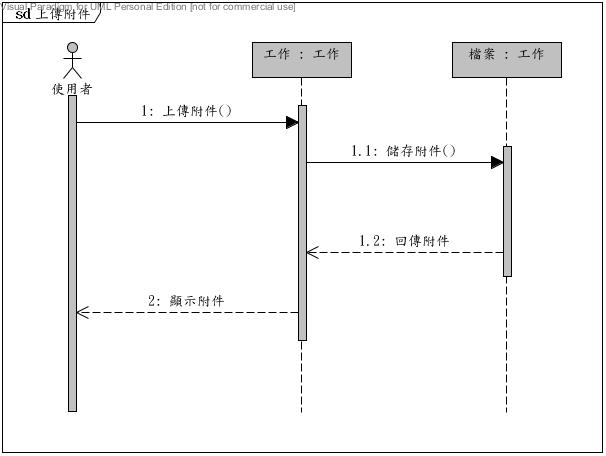 Visual Paradigm for UML Personal Edition [not for commercial use]
sd 上傳附件
工作 : 工作
檔案 : 工作
使用者
1: 上傳附件()
1.1: 儲存附件()
1.2: 回傳附件
2: 顯示附件